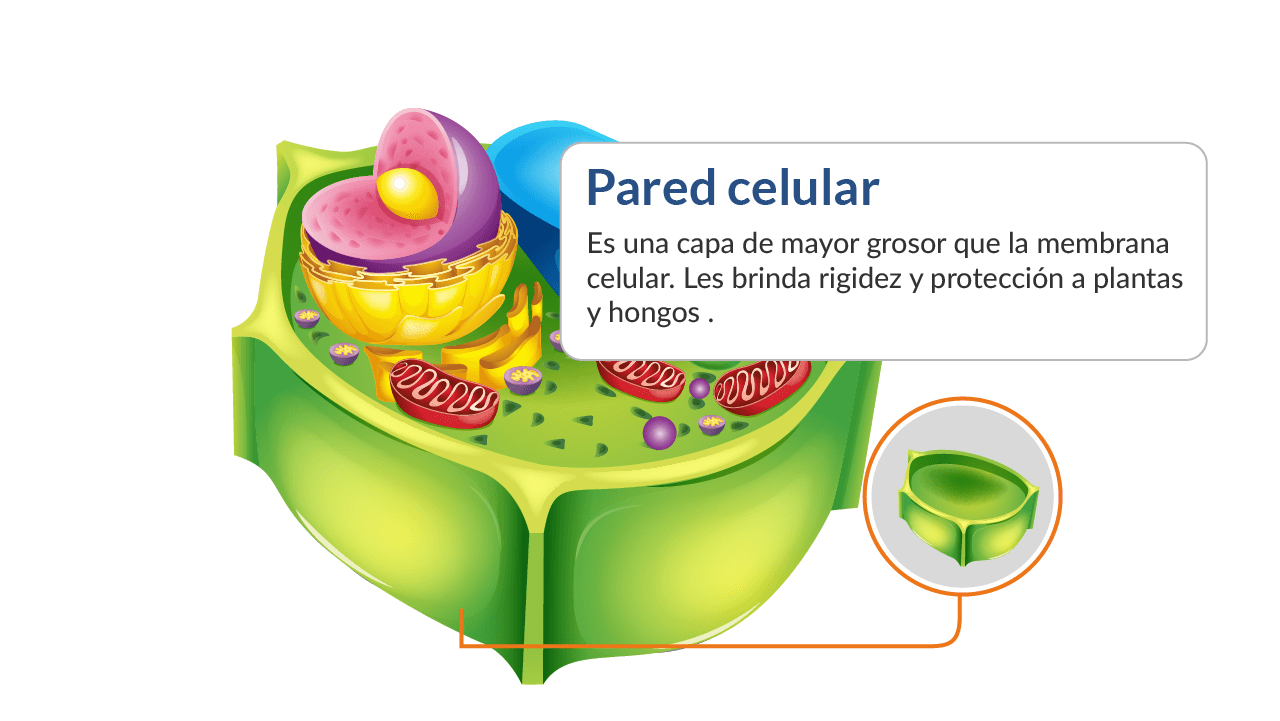 Pared celular
Es una capa de mayor grosor que la membrana
celular. Les brinda rigidez y protección a plantas
y hongos .